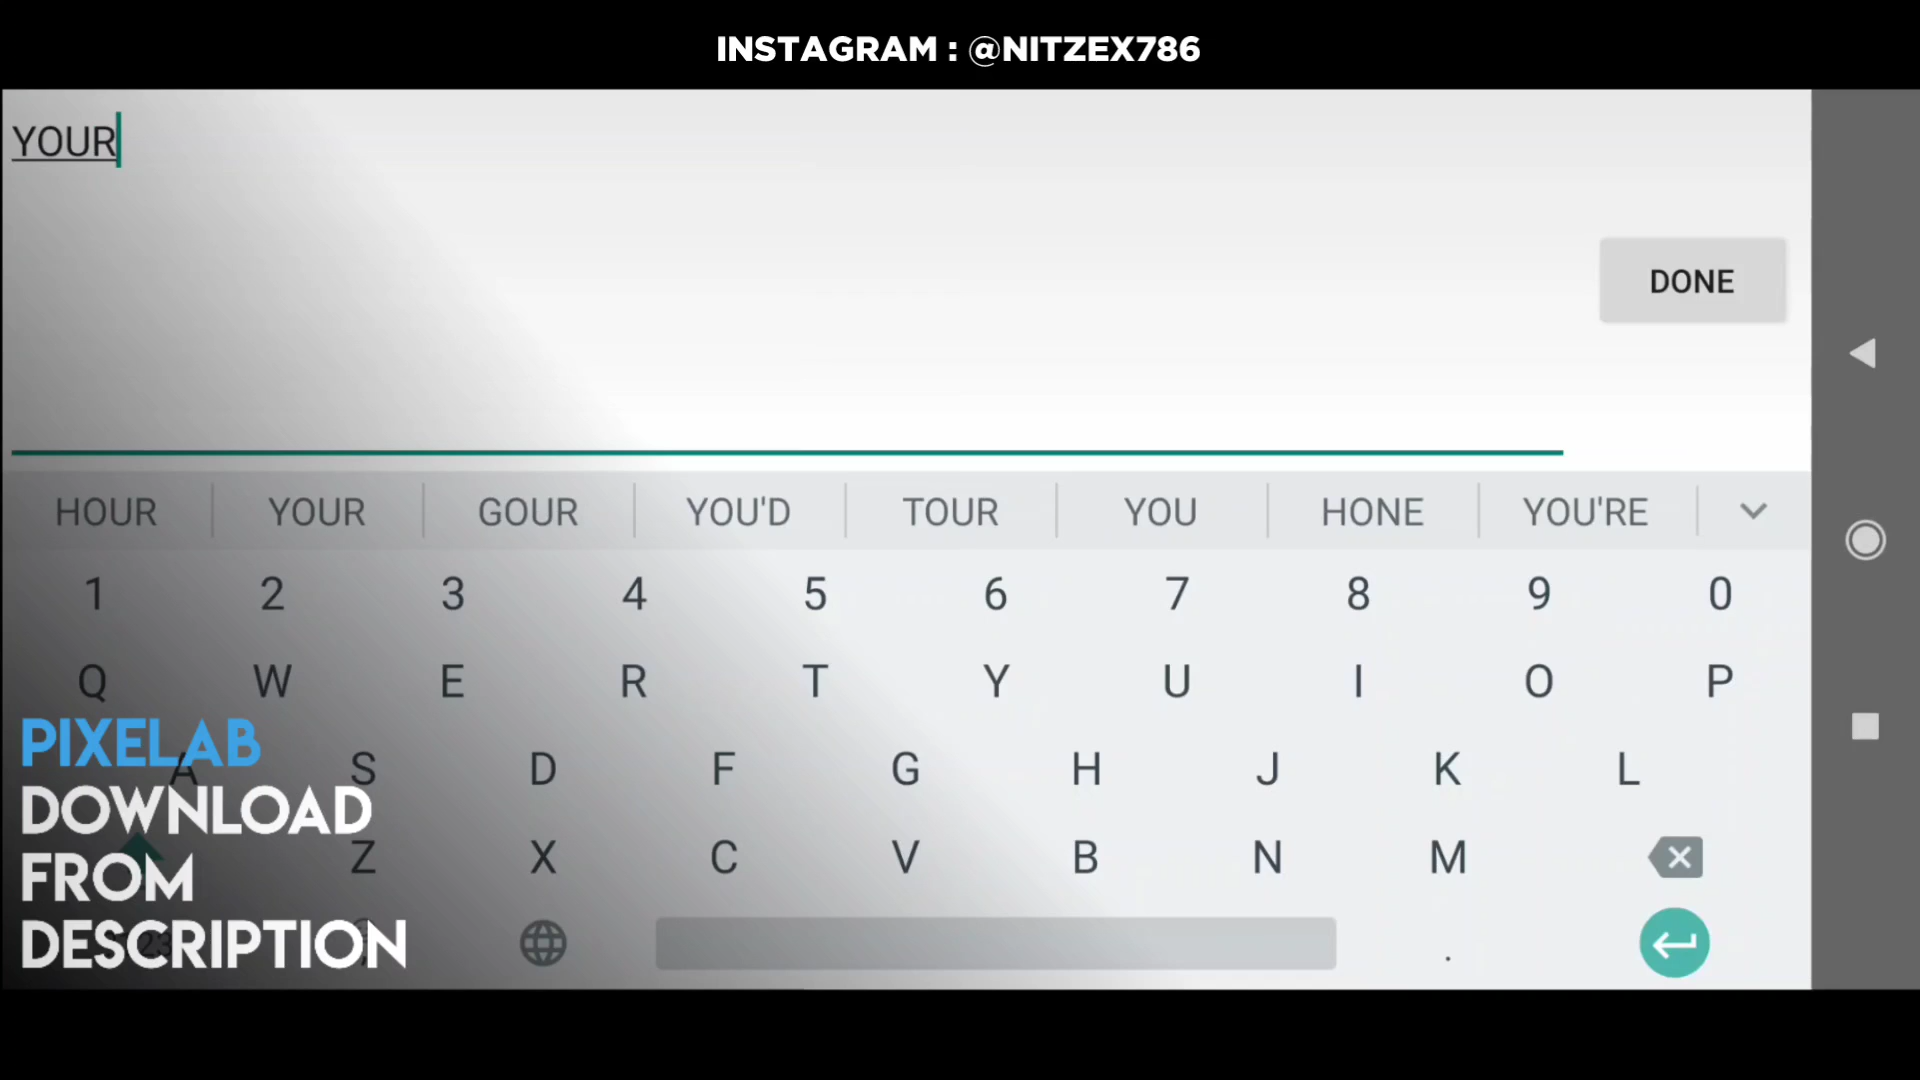 INSTAGRAM : @NITZEX786
YOUR
DONE
HOUR YOUR GOUR YOU'D TOUR YOU HONE YOU'RE
1 2 3 4 5 6 7 8 9 0
Q W E R T Y U I O P
A S D F G H J K L
Z X C V B N M
.
PIXELAB
DOWNLOAD
FROM
DESCRIPTION